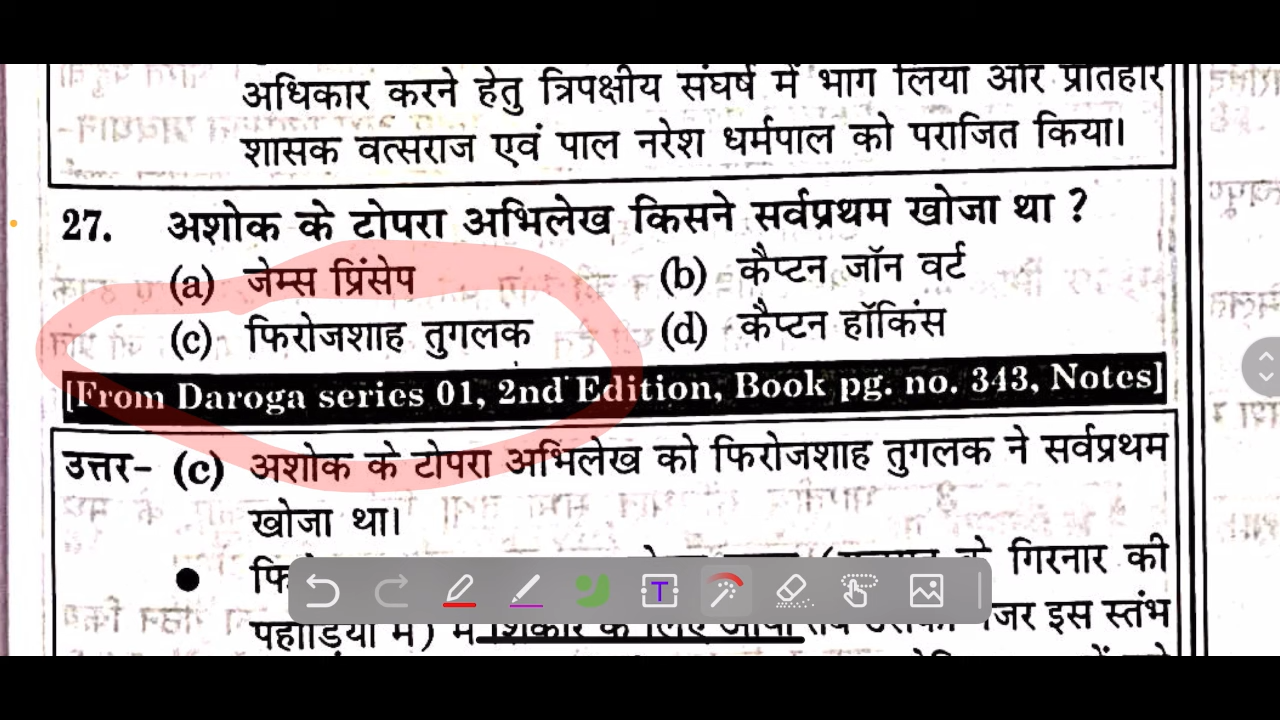 अधिकार करने हेतु त्रिपक्षीय संघर्ष में भाग लिया और प्रतिहार
शासक वत्सराज एवं पाल नरेश धर्मपाल को पराजित किया।
27. अशोक के टोपरा अभिलेख किसने सर्वप्रथम खोजा था ?
(a) जेम्स प्रिंसेप (b) कैप्टन जॉन वर्ट
(c) फिरोजशाह तुगलक (d) कैप्टन हॉकिंस
[From Daroga series 01, 2nd Edition, Book pg. no. 343, Notes]
उत्तर- (c) अशोक के टोपरा अभिलेख को फिरोजशाह तुगलक ने सर्वप्रथम
खोजा था।
गिरनार की
पहाड़ियों में) में शिकार के लिए इस स्तंभ
T